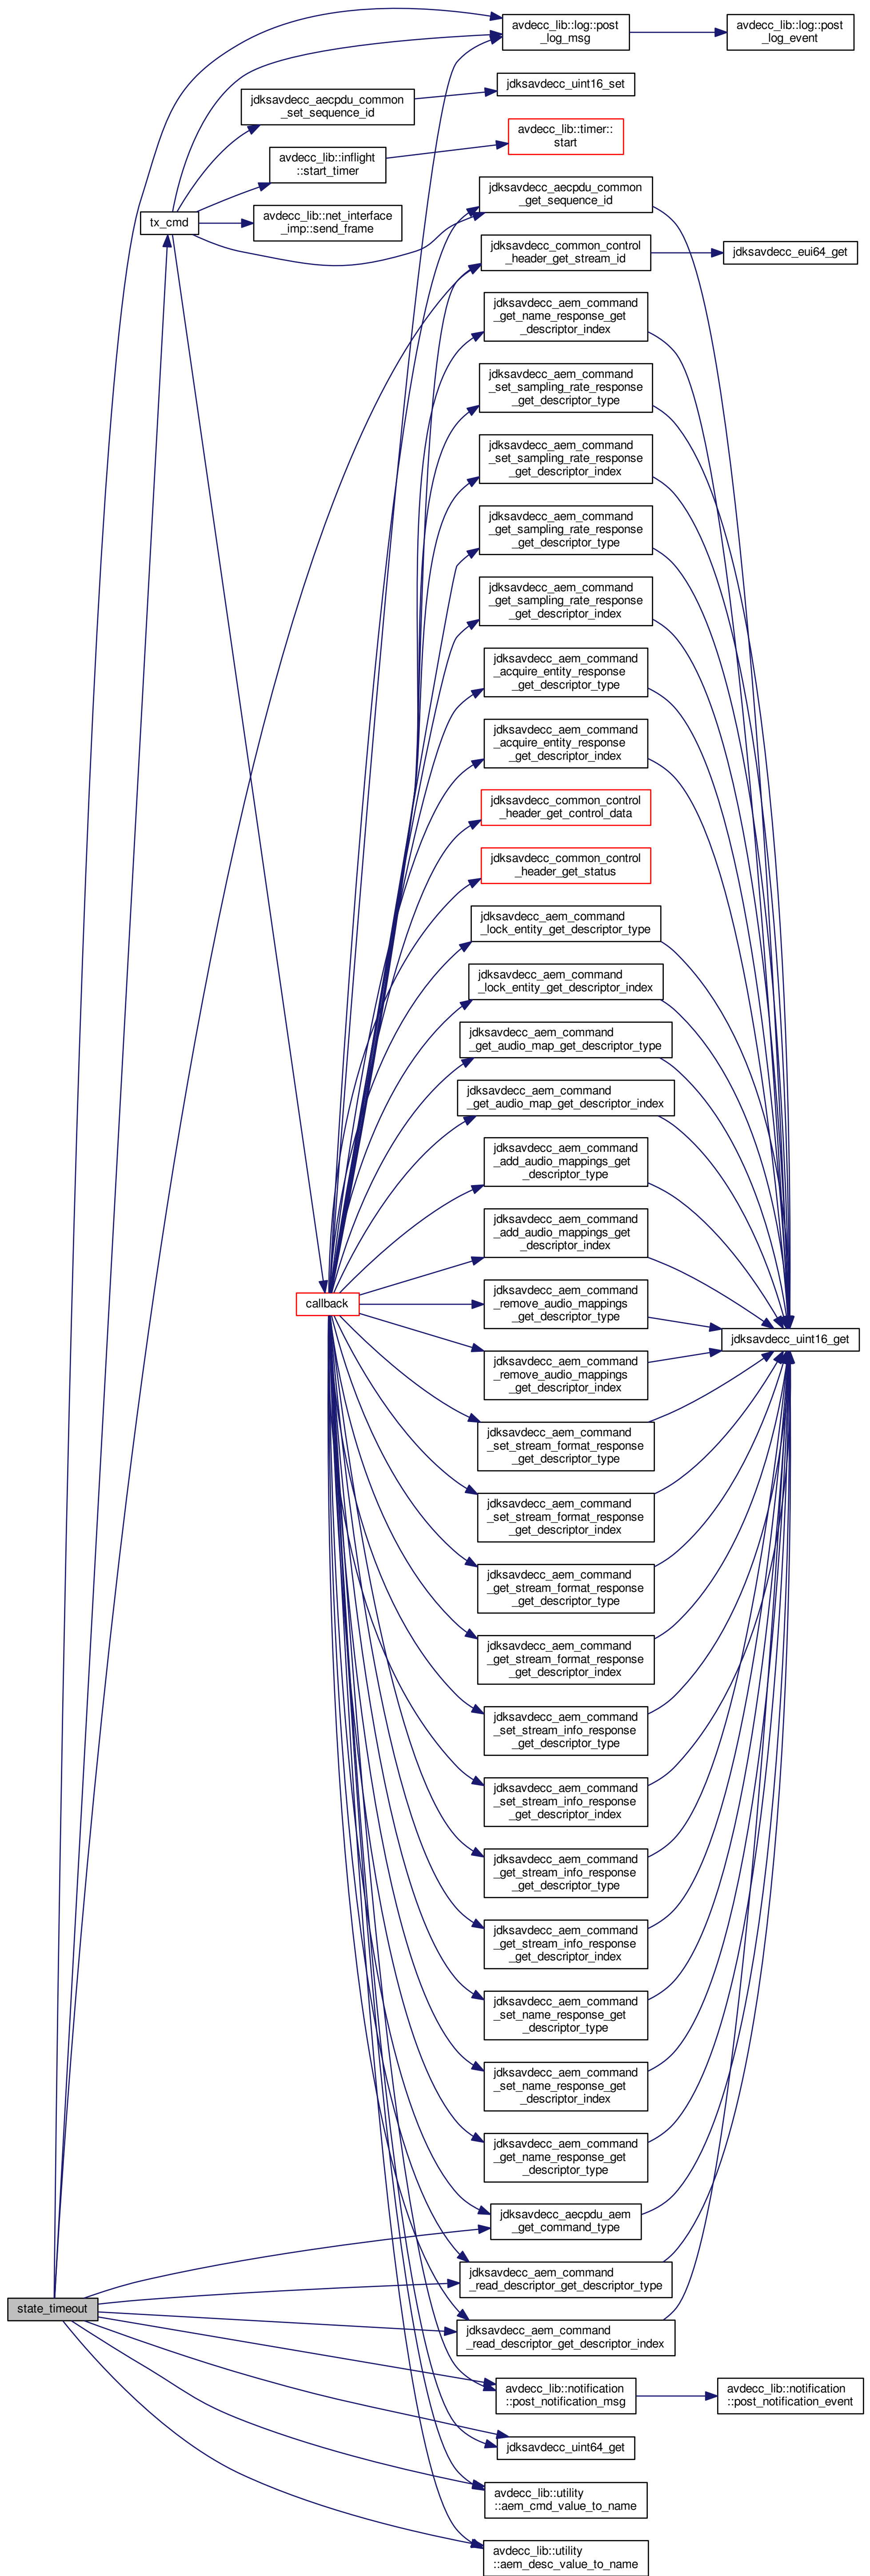 avdecc_lib::log::post
_log_msg
avdecc_lib::log::post
_log_event
jdksavdecc_uint16_set
jdksavdecc_aecpdu_common
_set_sequence_id
avdecc_lib::timer::
start
avdecc_lib::inflight
::start_timer
jdksavdecc_aecpdu_common
_get_sequence_id
tx_cmd
avdecc_lib::net_interface
_imp::send_frame
jdksavdecc_common_control
_header_get_stream_id
jdksavdecc_eui64_get
jdksavdecc_aem_command
_get_name_response_get
_descriptor_index
jdksavdecc_aem_command
_set_sampling_rate_response
_get_descriptor_type
jdksavdecc_aem_command
_set_sampling_rate_response
_get_descriptor_index
jdksavdecc_aem_command
_get_sampling_rate_response
_get_descriptor_type
jdksavdecc_aem_command
_get_sampling_rate_response
_get_descriptor_index
jdksavdecc_aem_command
_acquire_entity_response
_get_descriptor_type
jdksavdecc_aem_command
_acquire_entity_response
_get_descriptor_index
jdksavdecc_common_control
_header_get_control_data
jdksavdecc_common_control
_header_get_status
jdksavdecc_aem_command
_lock_entity_get_descriptor_type
jdksavdecc_aem_command
_lock_entity_get_descriptor_index
jdksavdecc_aem_command
_get_audio_map_get_descriptor_type
jdksavdecc_aem_command
_get_audio_map_get_descriptor_index
jdksavdecc_aem_command
_add_audio_mappings_get
_descriptor_type
jdksavdecc_aem_command
_add_audio_mappings_get
_descriptor_index
callback
jdksavdecc_aem_command
_remove_audio_mappings
_get_descriptor_type
jdksavdecc_uint16_get
jdksavdecc_aem_command
_remove_audio_mappings
_get_descriptor_index
jdksavdecc_aem_command
_set_stream_format_response
_get_descriptor_type
jdksavdecc_aem_command
_set_stream_format_response
_get_descriptor_index
jdksavdecc_aem_command
_get_stream_format_response
_get_descriptor_type
jdksavdecc_aem_command
_get_stream_format_response
_get_descriptor_index
jdksavdecc_aem_command
_set_stream_info_response
_get_descriptor_type
jdksavdecc_aem_command
_set_stream_info_response
_get_descriptor_index
jdksavdecc_aem_command
_get_stream_info_response
_get_descriptor_type
jdksavdecc_aem_command
_get_stream_info_response
_get_descriptor_index
jdksavdecc_aem_command
_set_name_response_get
_descriptor_type
jdksavdecc_aem_command
_set_name_response_get
_descriptor_index
jdksavdecc_aem_command
_get_name_response_get
_descriptor_type
jdksavdecc_aecpdu_aem
_get_command_type
jdksavdecc_aem_command
_read_descriptor_get_descriptor_type
state_timeout
jdksavdecc_aem_command
_read_descriptor_get_descriptor_index
avdecc_lib::notification
::post_notification_msg
avdecc_lib::notification
::post_notification_event
jdksavdecc_uint64_get
avdecc_lib::utility
::aem_cmd_value_to_name
avdecc_lib::utility
::aem_desc_value_to_name